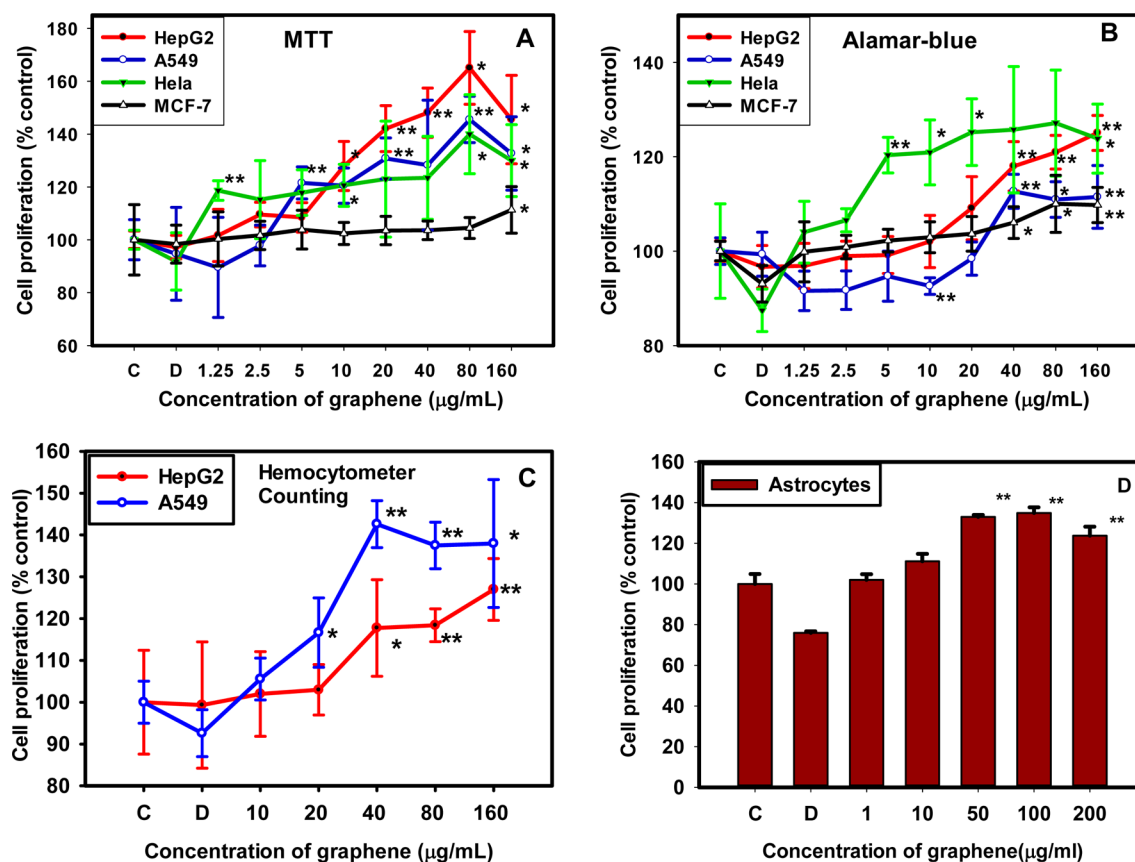 MTT
A
HepG2
A549
Hela
MCF-7
Cell proliferation (% control)
180
160
140
120
100
80
60
** ** * * ** ** ** * ** * * * * *
C D 1.25 2.5 5 10 20 40 80 160
Concentration of graphene (μg/mL)
Alamar-blue
B
HepG2
A549
Hela
MCF-7
Cell proliferation (% control)
140
120
100
80
** * * ** ** ** * ** * ** * * ** **
C D 1.25 2.5 5 10 20 40 80 160
Concentration of graphene (μg/mL)
HepG2
A549
Hemocytometer
Counting
C
Cell proliferation (% control)
160
150
140
130
120
110
100
90
80
** ** * ** * * **
C D 10 20 40 80 160
Concentration of graphene (μg/mL)
Astrocytes
D
Cell proliferation (% control)
160
140
120
100
80
60
40
20
0
** ** **
C D 1 10 50 100 200
Concentration of graphene(μg/ml)